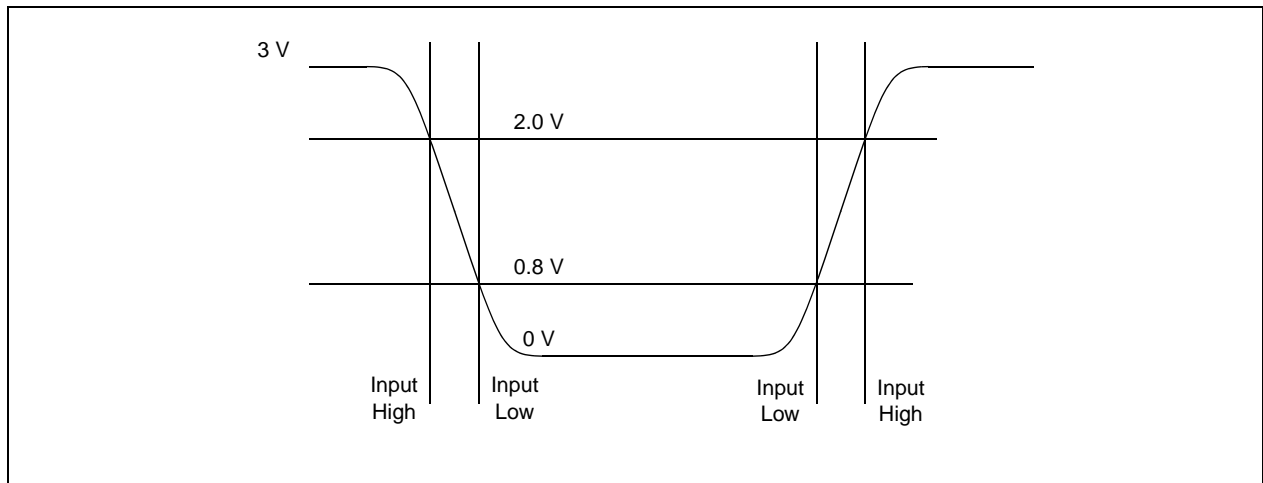 3 V
2.0 V
0.8 V
0 V
Input
High
Input
Low
Input
Low
Input
High